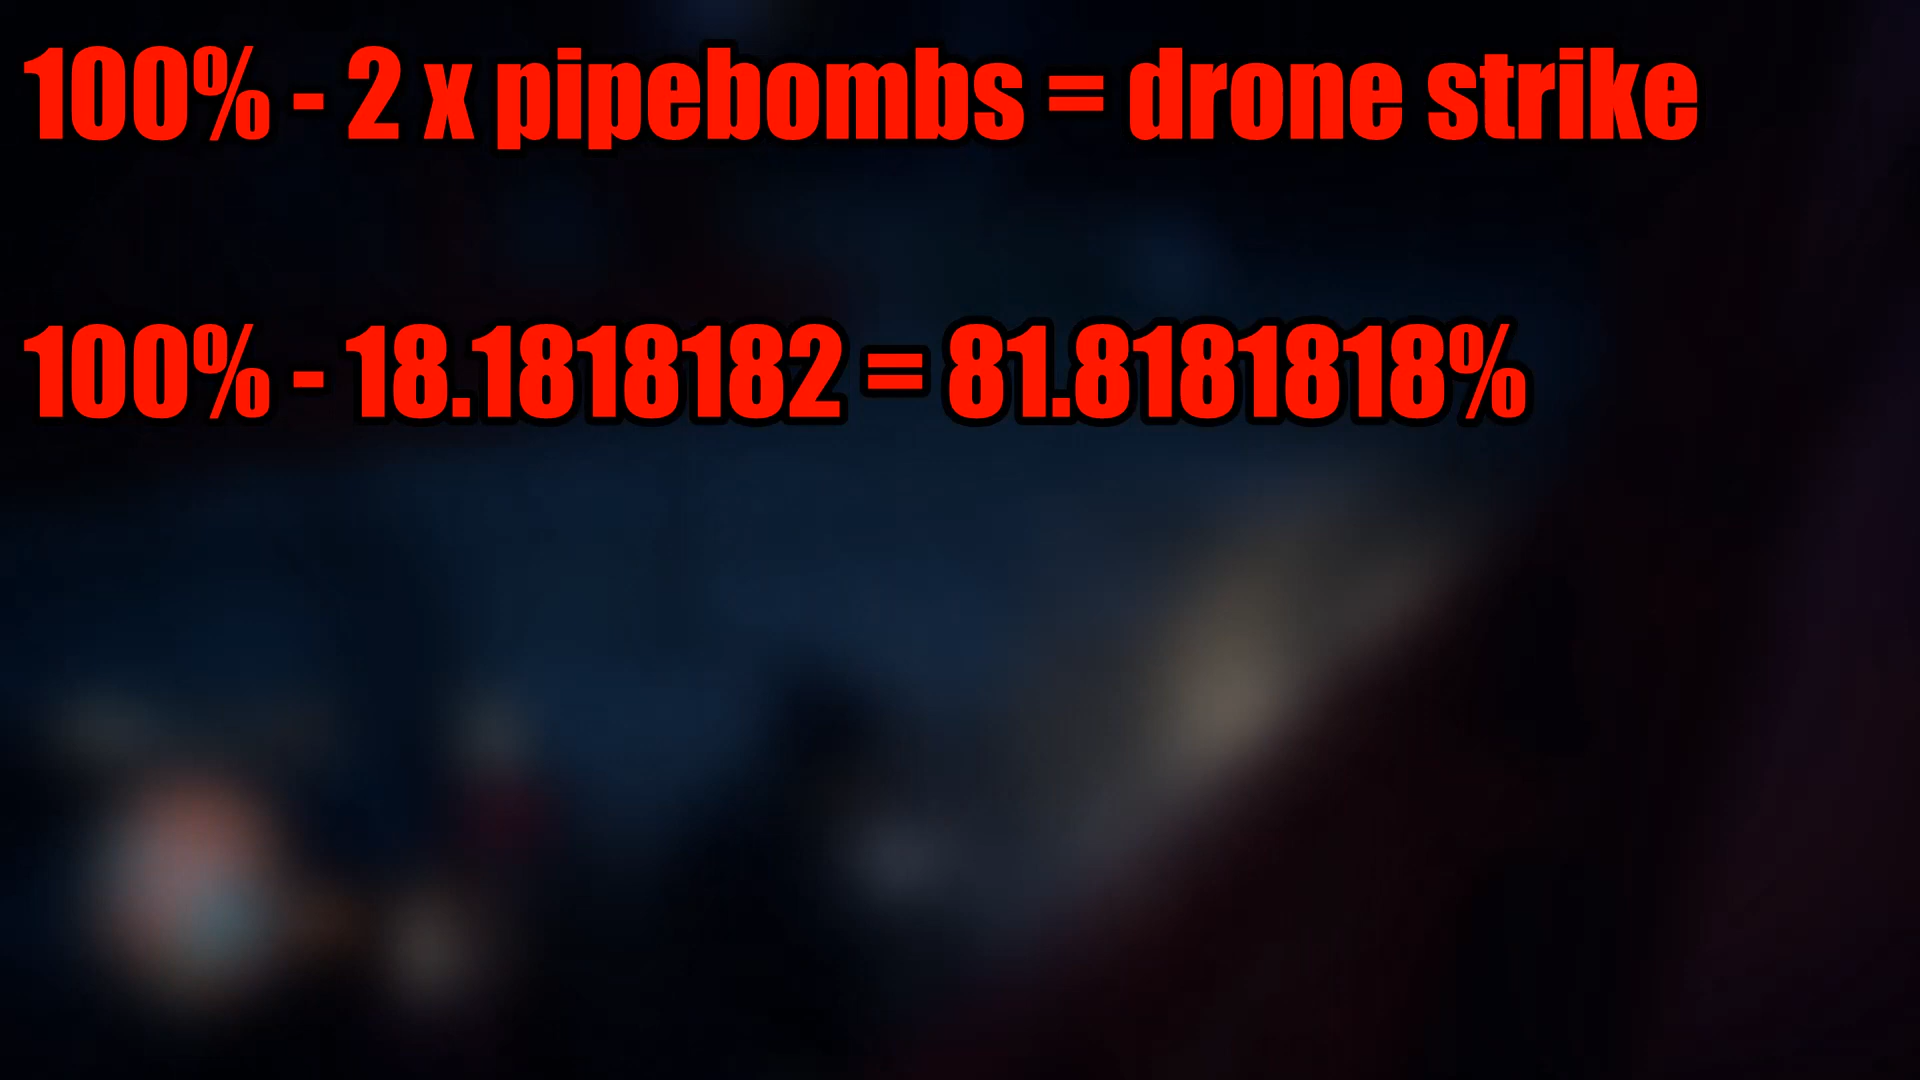 100% - 2 x pipebombs = drone strike
100% - 18.1818182 = 81.8181818%